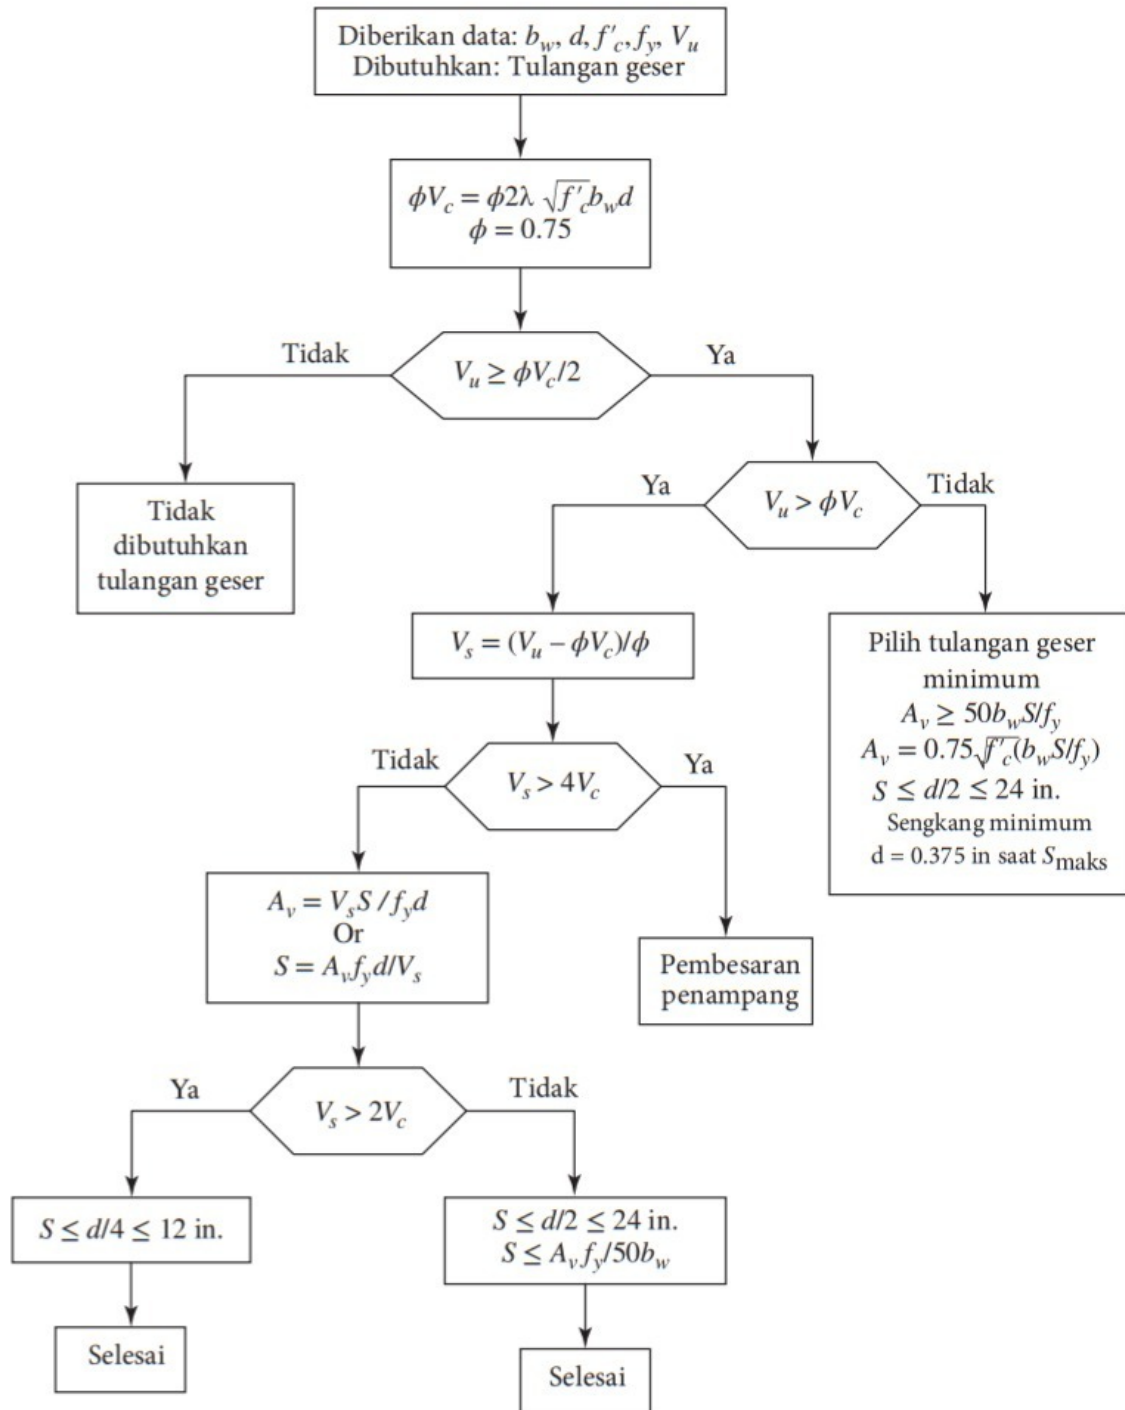 Diberikan data: b_w, d, f'_c, f_y, V_u
Dibutuhkan: Tulangan geser
ϕV_c = ϕ2λ √f'_c b_w d
ϕ = 0.75
Tidak
V_u ≥ ϕV_c/2
Ya
Tidak
dibutuhkan
tulangan geser
Ya
V_u > ϕV_c
Tidak
V_s = (V_u – ϕV_c)/ϕ
Pilih tulangan geser
minimum
A_v ≥ 50b_wS/f_y
A_v = 0.75√f'_c(b_wS/f_y)
S ≤ d/2 ≤ 24 in.
Sengkang minimum
d = 0.375 in saat S_maks
Tidak
V_s > 4V_c
Ya
A_v = V_sS / f_yd
Or
S = A_vf_yd/V_s
Pembesaran
penampang
Ya
V_s > 2V_c
Tidak
S ≤ d/4 ≤ 12 in.
S ≤ d/2 ≤ 24 in.
S ≤ A_v f_y/50b_w
Selesai
Selesai